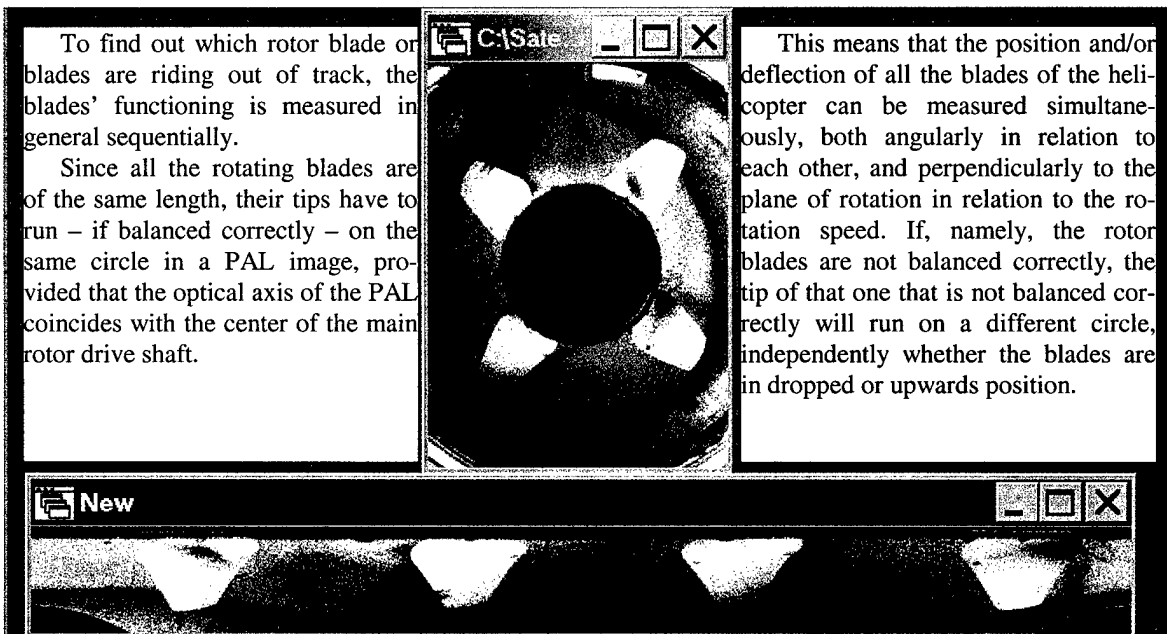 To find out which rotor blade or
blades are riding out of track, the
blades' functioning is measured in
general sequentially.
Since all the rotating blades are
of the same length, their tips have to
run – if balanced correctly – on the
same circle in a PAL image, pro-
vided that the optical axis of the PAL
coincides with the center of the main
rotor drive shaft.
C:\Sate
This means that the position and/or
deflection of all the blades of the heli-
copter can be measured simultane-
ously, both angularly in relation to
each other, and perpendicularly to the
plane of rotation in relation to the ro-
tation speed. If, namely, the rotor
blades are not balanced correctly, the
tip of that one that is not balanced cor-
rectly will run on a different circle,
independently whether the blades are
in dropped or upwards position.
New